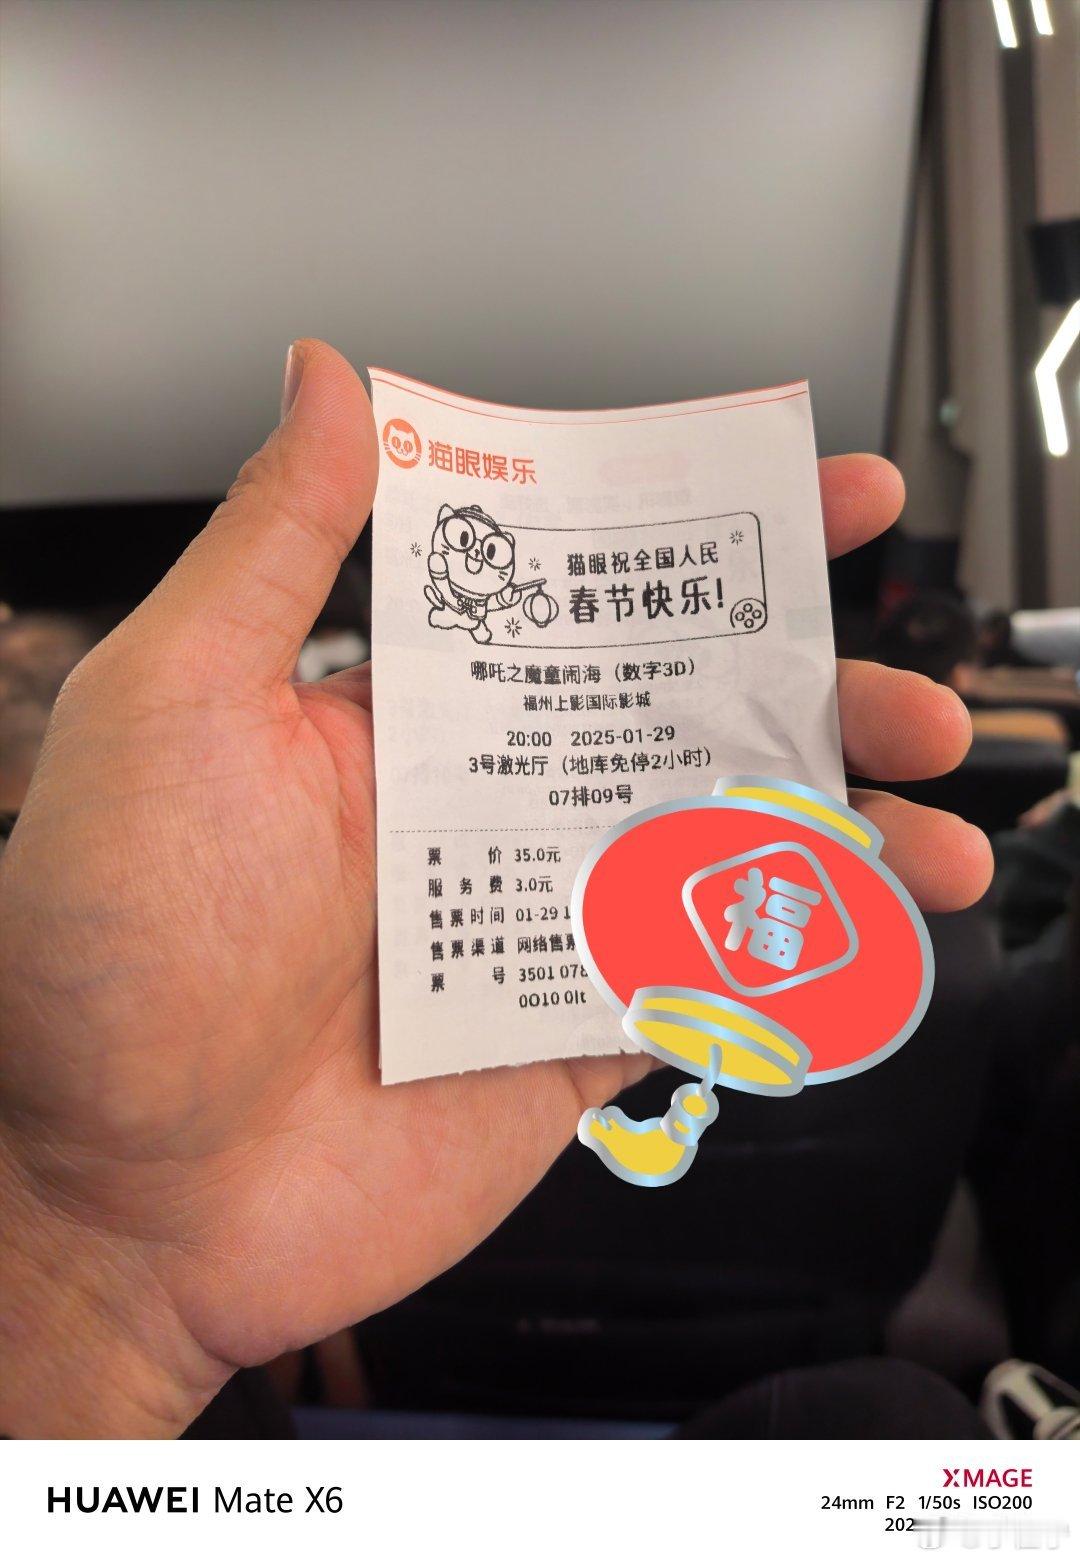 猫眼娱乐
猫眼祝全国人民
春节快乐!
哪吒之魔童闹海（数字3D）
福州上影国际影城
20:00 2025-01-29
3号激光厅（地库免停2小时）
07排09号
票价 35.0元
服务费 3.0元
售票时间 01-29 1
售票渠道 网络售票
票号 3501 078
0010 0lt
福
HUAWEI Mate X6
XMAGE
24mm F2 1/50s ISO200
202